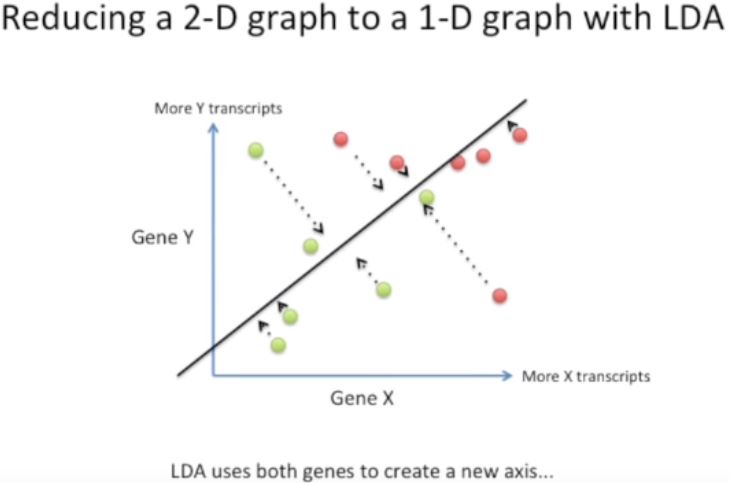 Reducing a 2-D graph to a 1-D graph with LDA
More Y transcripts
Gene Y
More X transcripts
Gene X
LDA uses both genes to create a new axis...